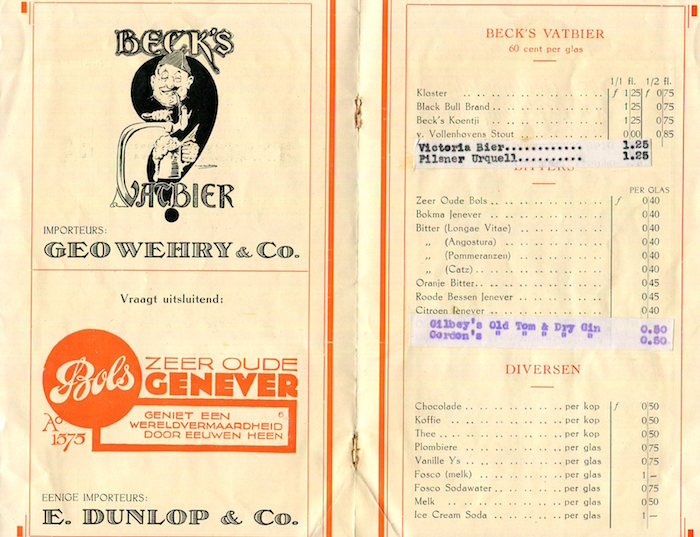 BECK'S
VATBIER
IMPORTEURS:
GEO WEHRY & Co.
Vraagt uitsluitend:
Bols
ZEER OUDE
GENEVER
Aº
1575
GENIET EEN
WERELDVERMAARDHEID
DOOR EEUWEN HEEN
EENIGE IMPORTEURS:
E. DUNLOP & Co.
BECK'S VATBIER
60 cent per glas
1/1 fl. 1/2 fl.
Kloster .. .. .. .. .. .. ƒ 1 25 ƒ 0 75
Black Bull Brand .. .. .. .. .. 1 25 0 75
Beck's Koentji .. .. .. .. .. 1 25 0 75
v. Vollenhovens Stout .. .. .. .. 0 00 0 85
Victoria Bier............ 1.25
Pilsner Urquell.......... 1.25
BITTERS
PER GLAS
Zeer Oude Bols .. .. .. .. .. ƒ 0 40
Bokma Jenever .. .. .. .. .. 0 40
Bitter (Longae Vitae) .. .. .. .. 0 40
„ (Angostura) .. .. .. .. 0 40
„ (Pommeranzen) .. .. .. .. 0 40
„ (Catz) .. .. .. .. .. 0 40
Oranje Bitter .. .. .. .. .. 0 45
Roode Bessen Jenever .. .. .. .. 0 45
Citroen Jenever .. .. .. .. .. 0 40
Gilbey's Old Tom & Dry Gin 0.50
Gordon's " " " " " 0.50
DIVERSEN
Chocolade .. .. .. .. .. per kop ƒ 0 50
Koffie .. .. .. .. .. per kop 0 50
Thee .. .. .. .. .. per kop 0 50
Plombiere .. .. .. .. .. per glas 0 75
Vanille Ys .. .. .. .. .. per glas 0 75
Fosco (melk) .. .. .. .. per glas 1 —
Fosco Sodawater .. .. .. .. per glas 0 75
Melk .. .. .. .. .. per glas 0 50
Ice Cream Soda .. .. .. .. per glas 1 —